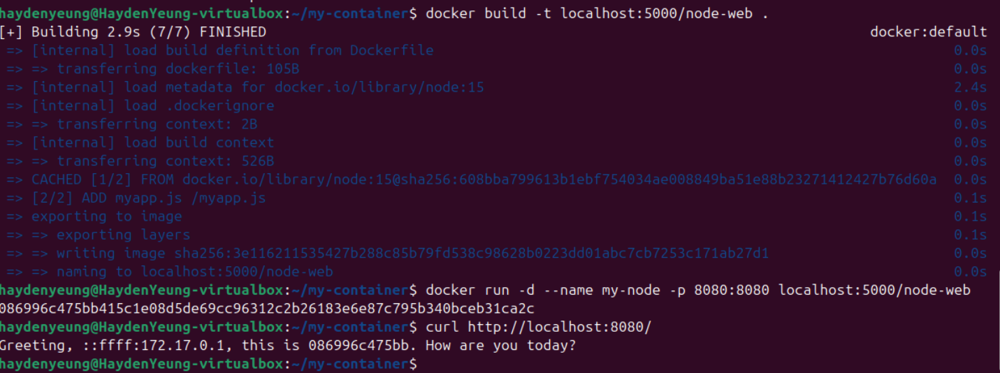 haydenyeung@HaydenYeung-virtualbox:~/my-container$ docker build -t localhost:5000/node-web .
[+] Building 2.9s (7/7) FINISHED docker:default
=> [internal] load build definition from Dockerfile 0.0s
=> => transferring dockerfile: 105B 0.0s
=> [internal] load metadata for docker.io/library/node:15 2.4s
=> [internal] load .dockerignore 0.0s
=> => transferring context: 2B 0.0s
=> [internal] load build context 0.0s
=> => transferring context: 526B 0.0s
=> CACHED [1/2] FROM docker.io/library/node:15@sha256:608bba799613b1ebf754034ae008849ba51e88b23271412427b76d60a 0.0s
=> [2/2] ADD myapp.js /myapp.js 0.1s
=> exporting to image 0.1s
=> => exporting layers 0.1s
=> => writing image sha256:3e116211535427b288c85b79fd538c98628b0223dd01abc7cb7253c171ab27d1 0.0s
=> => naming to localhost:5000/node-web 0.0s
haydenyeung@HaydenYeung-virtualbox:~/my-container$ docker run -d --name my-node -p 8080:8080 localhost:5000/node-web
086996c475bb415c1e08d5de69cc96312c2b26183e6e87c795b340bceb31ca2c
haydenyeung@HaydenYeung-virtualbox:~/my-container$ curl http://localhost:8080/
Greeting, ::ffff:172.17.0.1, this is 086996c475bb. How are you today?
haydenyeung@HaydenYeung-virtualbox:~/my-container$